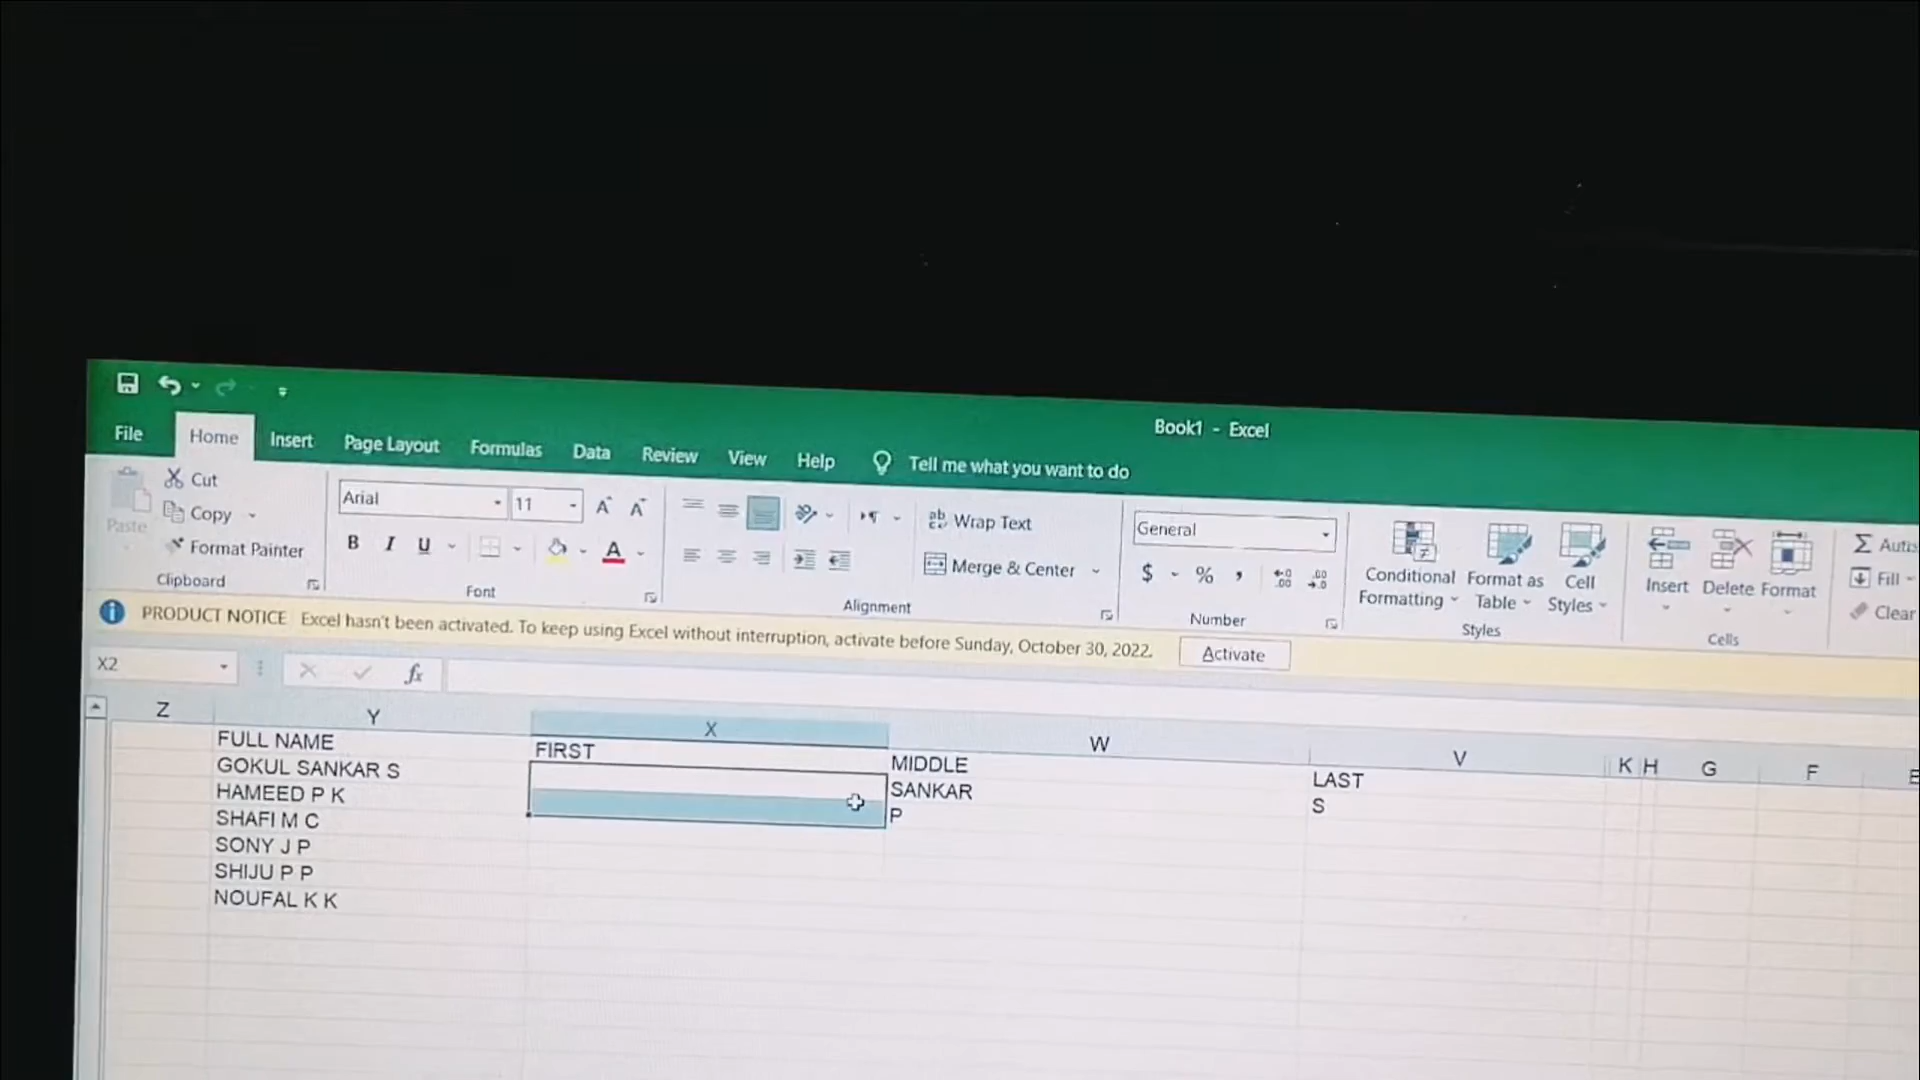 Book1 - Excel
File Home Insert Page Layout Formulas Data Review View Help Tell me what you want to do
Paste
Cut
Copy
Format Painter
Clipboard
Arial 11
B I U A
Font
Wrap Text
Merge & Center
Alignment
General
$ % ,
Number
Conditional Formatting
Format as Table
Cell Styles
Styles
Insert Delete Format
Cells
Fill
Clear
PRODUCT NOTICE Excel hasn't been activated. To keep using Excel without interruption, activate before Sunday, October 30, 2022. Activate
X2 fx
Z Y X W V K H G F E
FULL NAME FIRST MIDDLE LAST
GOKUL SANKAR S SANKAR S
HAMEED P K P
SHAFI M C
SONY J P
SHIJU P P
NOUFAL K K